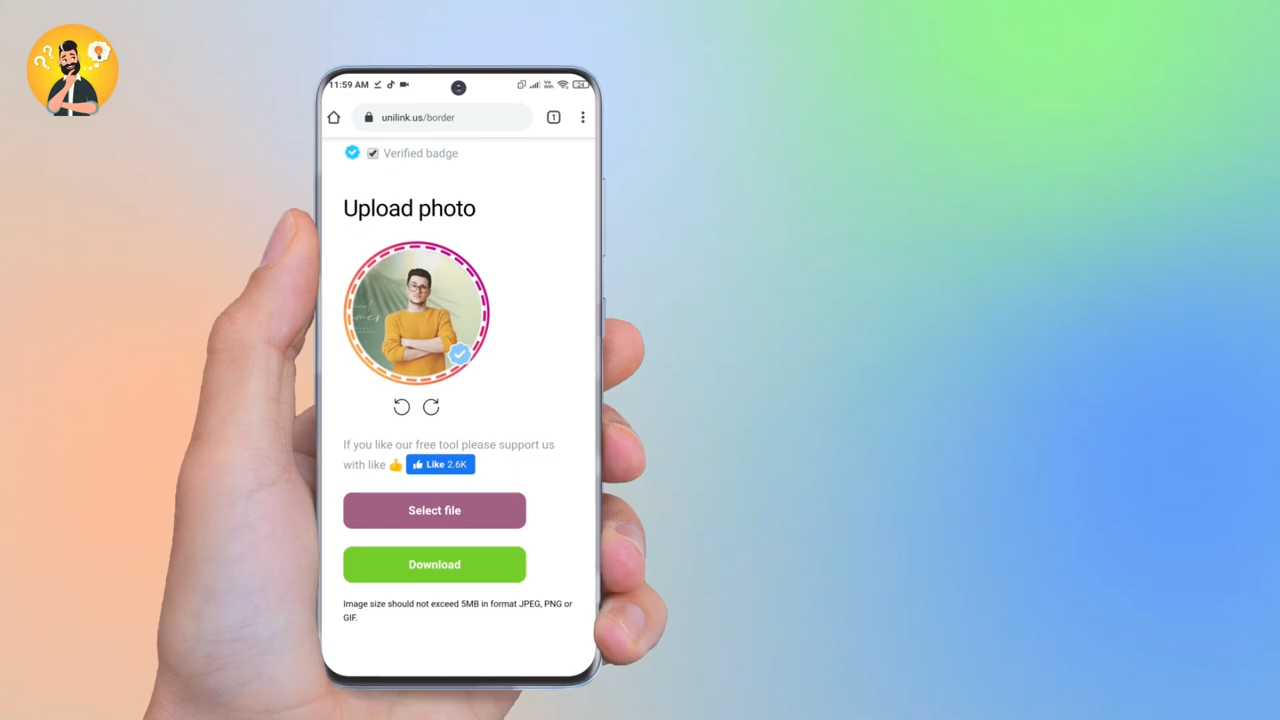 11:59 AM
unilink.us/border
1
Verified badge
Upload photo
If you like our free tool please support us
with like 👍 Like 2.6K
Select file
Download
Image size should not exceed 5MB in format JPEG, PNG or
GIF.